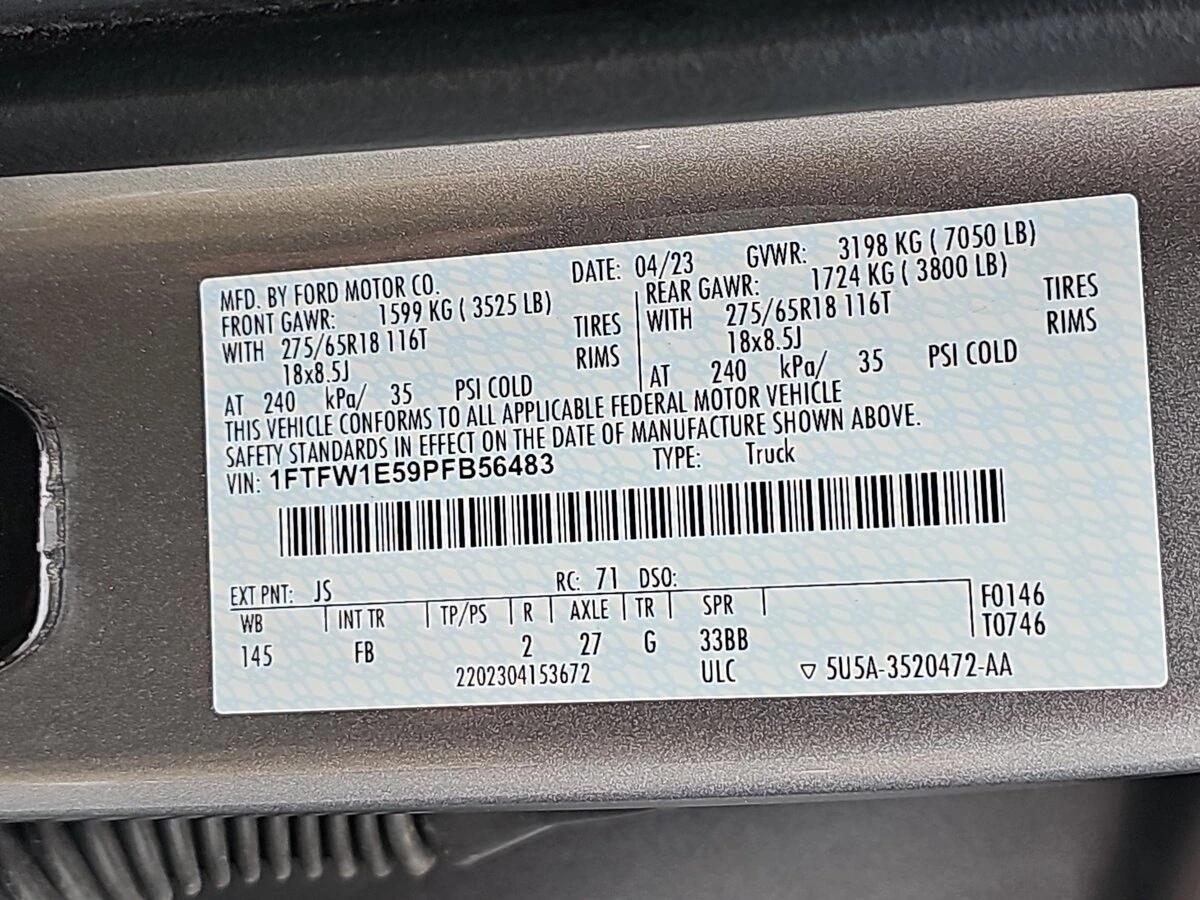 MFD. BY FORD MOTOR CO. DATE: 04/23 GVWR: 3198 KG ( 7050 LB)
FRONT GAWR: 1599 KG ( 3525 LB) REAR GAWR: 1724 KG ( 3800 LB)
WITH 275/65R18 116T TIRES WITH 275/65R18 116T TIRES
18x8.5J RIMS 18x8.5J RIMS
AT 240 kPa/ 35 PSI COLD AT 240 kPa/ 35 PSI COLD
THIS VEHICLE CONFORMS TO ALL APPLICABLE FEDERAL MOTOR VEHICLE
SAFETY STANDARDS IN EFFECT ON THE DATE OF MANUFACTURE SHOWN ABOVE.
VIN: 1FTFW1E59PFB56483 TYPE: Truck
EXT PNT: JS RC: 71 DSO:
WB INT TR TP/PS R AXLE TR SPR F0146
145 FB 2 27 G 33BB T0746
2202304153672 ULC ▽ 5U5A-3520472-AA